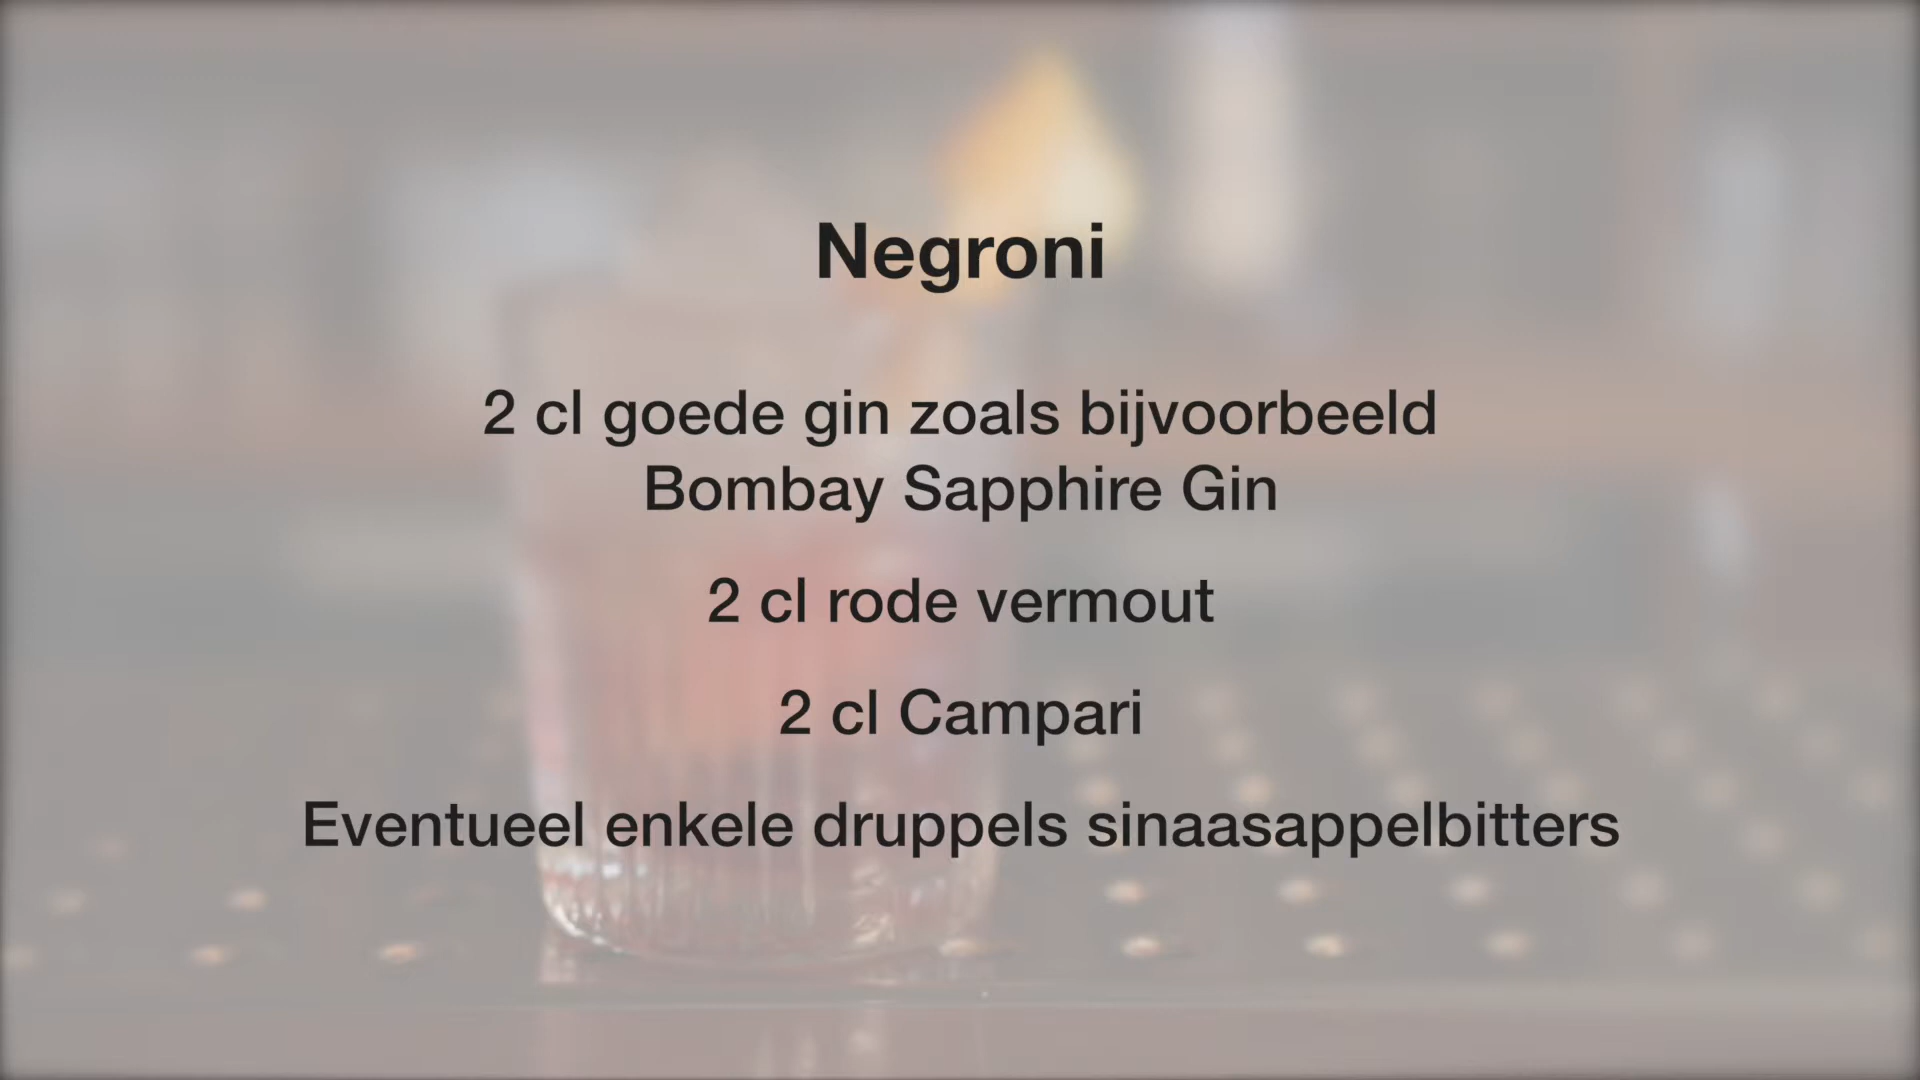 Negroni
2 cl goede gin zoals bijvoorbeeld
Bombay Sapphire Gin
2 cl rode vermout
2 cl Campari
Eventueel enkele druppels sinaasappelbitters